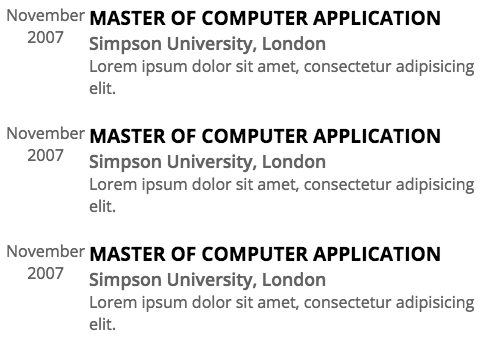 November
2007
MASTER OF COMPUTER APPLICATION
Simpson University, London
Lorem ipsum dolor sit amet, consectetur adipisicing
elit.
November
2007
MASTER OF COMPUTER APPLICATION
Simpson University, London
Lorem ipsum dolor sit amet, consectetur adipisicing
elit.
November
2007
MASTER OF COMPUTER APPLICATION
Simpson University, London
Lorem ipsum dolor sit amet, consectetur adipisicing
elit.